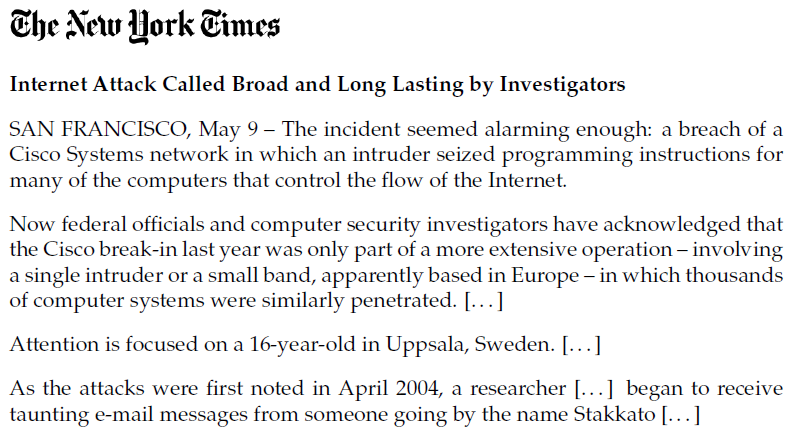 The New York Times
Internet Attack Called Broad and Long Lasting by Investigators
SAN FRANCISCO, May 9 – The incident seemed alarming enough: a breach of a
Cisco Systems network in which an intruder seized programming instructions for
many of the computers that control the flow of the Internet.
Now federal officials and computer security investigators have acknowledged that
the Cisco break-in last year was only part of a more extensive operation – involving
a single intruder or a small band, apparently based in Europe – in which thousands
of computer systems were similarly penetrated. [...]
Attention is focused on a 16-year-old in Uppsala, Sweden. [...]
As the attacks were first noted in April 2004, a researcher [...] began to receive
taunting e-mail messages from someone going by the name Stakkato [...]